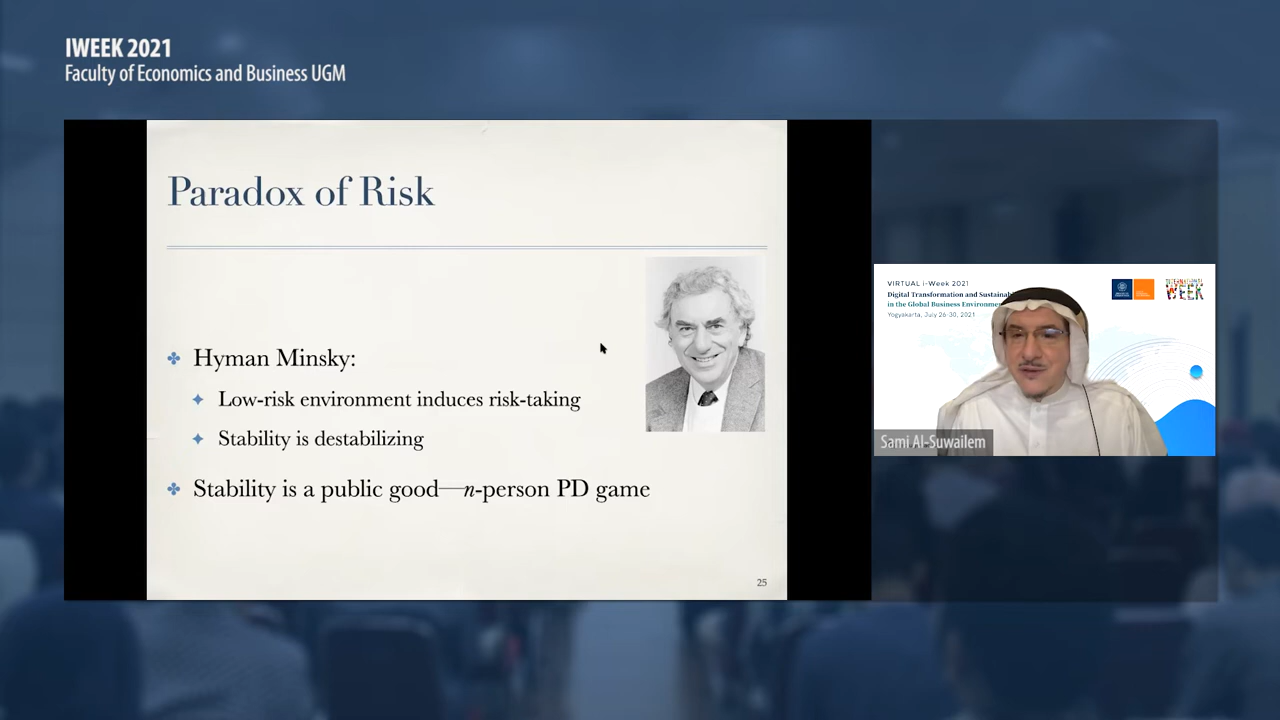 IWEEK 2021
Faculty of Economics and Business UGM
Paradox of Risk
Hyman Minsky:
Low-risk environment induces risk-taking
Stability is destabilizing
Stability is a public good—n-person PD game
25
VIRTUAL i-Week 2021
Digital Transformation and
in the Global Business
Yogyakarta, July 26-30, 2021
INTERNATIONAL
WEEK
Sami Al-Suwailem